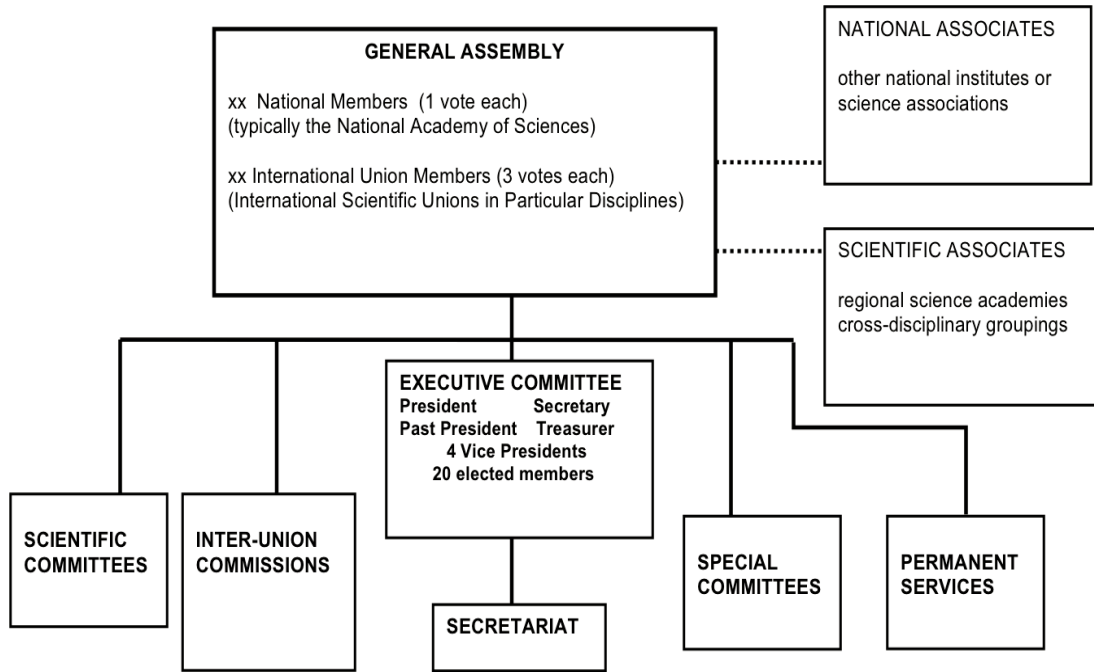 GENERAL ASSEMBLY
xx National Members (1 vote each)
(typically the National Academy of Sciences)
xx International Union Members (3 votes each)
(International Scientific Unions in Particular Disciplines)
NATIONAL ASSOCIATES
other national institutes or
science associations
SCIENTIFIC ASSOCIATES
regional science academies
cross-disciplinary groupings
EXECUTIVE COMMITTEE
President Secretary
Past President Treasurer
4 Vice Presidents
20 elected members
SCIENTIFIC
COMMITTEES
INTER-UNION
COMMISSIONS
SPECIAL
COMMITTEES
PERMANENT
SERVICES
SECRETARIAT